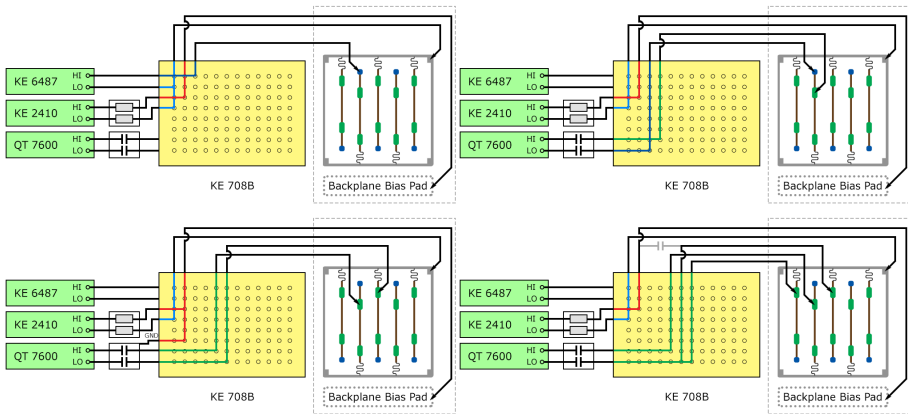 KE 6487 HI
LO
KE 2410 HI
LO
QT 7600 HI
LO
KE 708B
Backplane Bias Pad
KE 6487 HI
LO
KE 2410 HI
LO
QT 7600 HI
LO
KE 708B
Backplane Bias Pad
KE 6487 HI
LO
KE 2410 HI
LO
GND
QT 7600 HI
LO
KE 708B
Backplane Bias Pad
KE 6487 HI
LO
KE 2410 HI
LO
QT 7600 HI
LO
KE 708B
Backplane Bias Pad